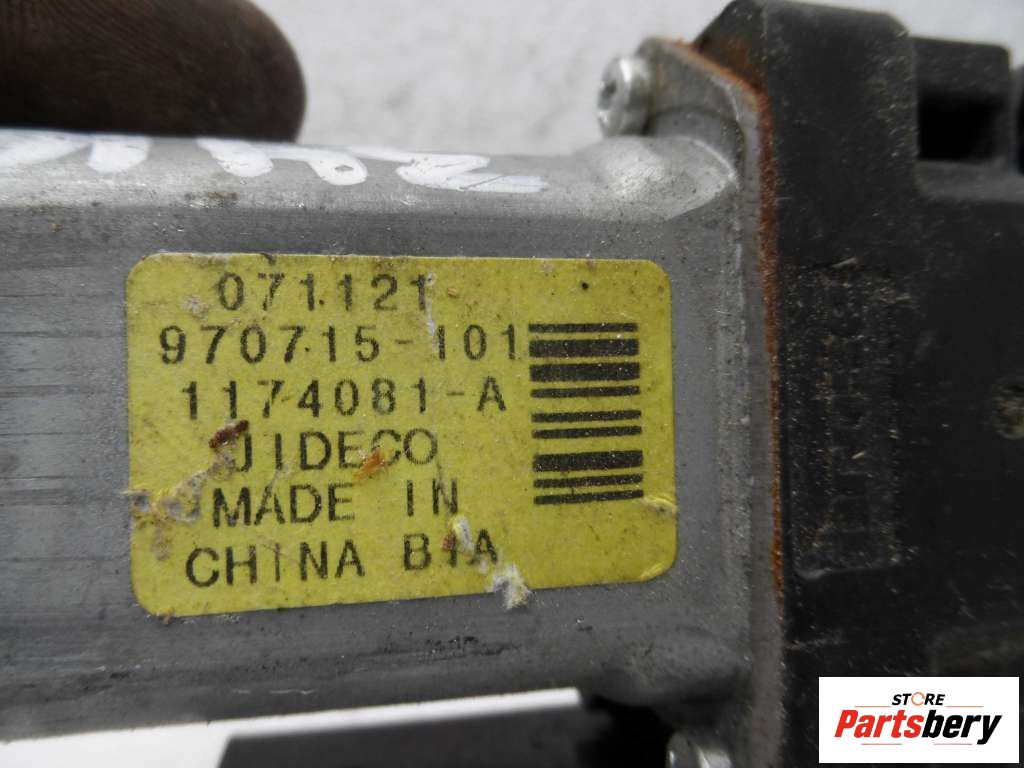 071121
970715-101
1174081-A
JIDECO
MADE IN
CHINA B1A
STORE
Partsbery